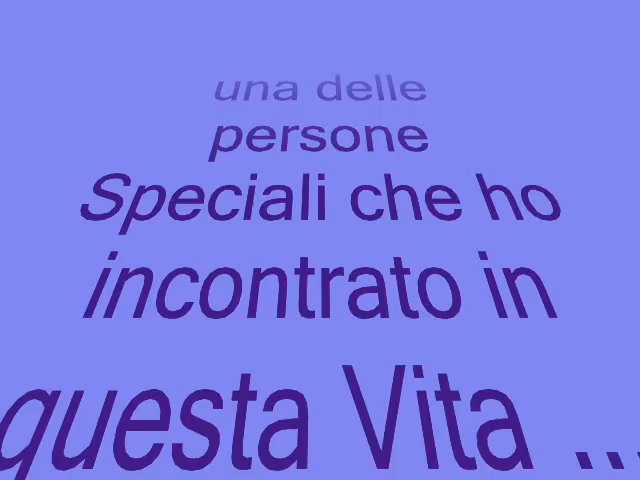 una delle
persone
Speciali che ho
incontrato in
questa Vita ...